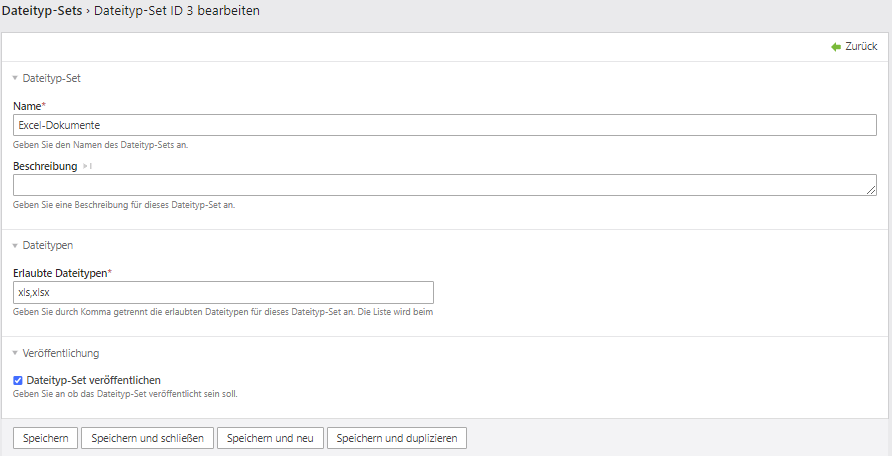 Dateityp-Sets › Dateityp-Set ID 3 bearbeiten
Zurück
Dateityp-Set
Name*
Excel-Dokumente
Geben Sie den Namen des Dateityp-Sets an.
Beschreibung
Geben Sie eine Beschreibung für dieses Dateityp-Set an.
Dateitypen
Erlaubte Dateitypen*
xls,xlsx
Geben Sie durch Komma getrennt die erlaubten Dateitypen für dieses Dateityp-Set an. Die Liste wird beim
Veröffentlichung
Dateityp-Set veröffentlichen
Geben Sie an ob das Dateityp-Set veröffentlicht sein soll.
Speichern Speichern und schließen Speichern und neu Speichern und duplizieren